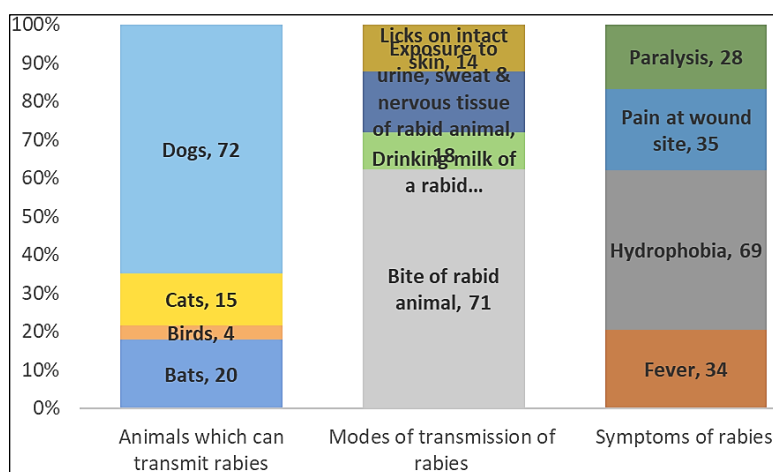 100%
90%
80%
70%
60%
50%
40%
30%
20%
10%
0%
Dogs, 72
Cats, 15
Birds, 4
Bats, 20
Licks on intact
skin, 14
Exposure to
urine, sweat &
nervous tissue
of rabid animal,
18
Drinking milk of
a rabid...
Bite of rabid
animal, 71
Paralysis, 28
Pain at wound
site, 35
Hydrophobia, 69
Fever, 34
Animals which can
transmit rabies
Modes of transmission of
rabies
Symptoms of rabies